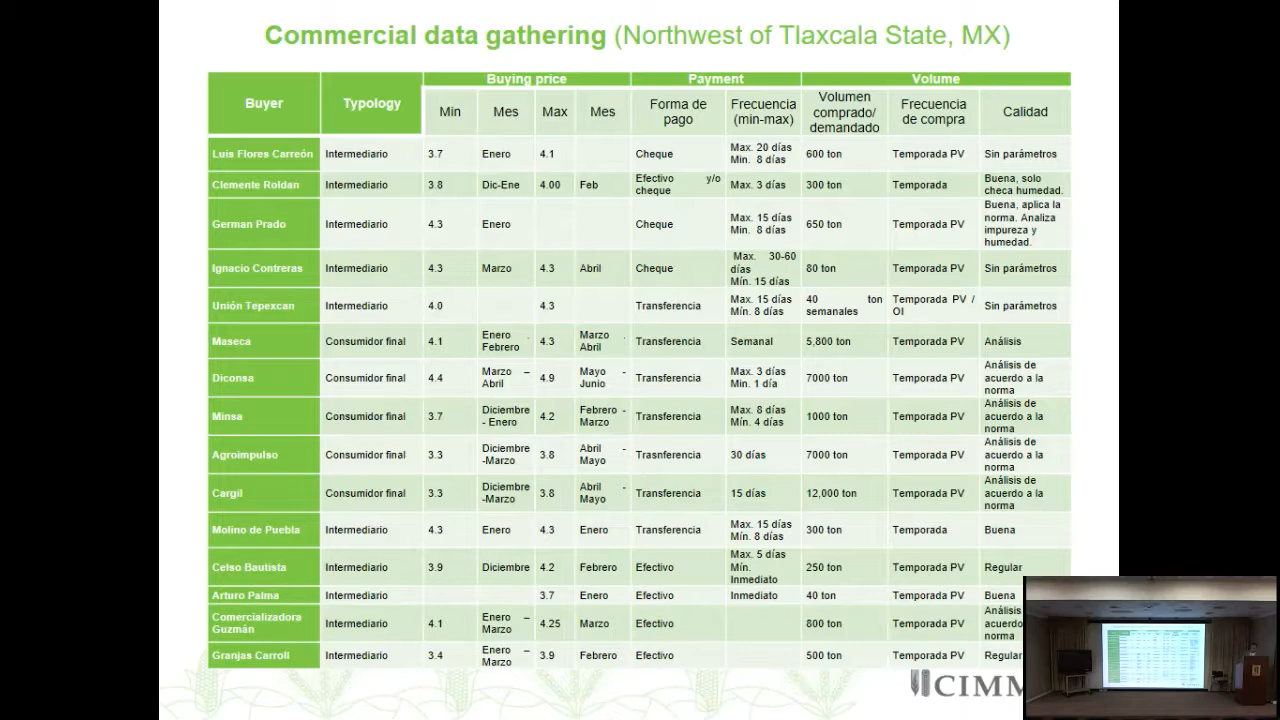 Commercial data gathering (Northwest of Tlaxcala State, MX)
Buyer Typology Buying price Payment Volume
Min Mes Max Mes Forma de pago Frecuencia (min-max) Volumen comprado/ demandado Frecuencia de compra Calidad
Luis Flores Carreón Intermediario 3.7 Enero 4.1 Cheque Max. 20 días Min. 8 días 600 ton Temporada PV Sin parámetros
Clemente Roldan Intermediario 3.8 Dic-Ene 4.00 Feb Efectivo y/o cheque Max. 3 días 300 ton Temporada Buena, solo checa humedad.
German Prado Intermediario 4.3 Enero Cheque Max. 15 días Min. 8 días 650 ton Temporada PV Buena, aplica la norma. Analiza impureza y humedad.
Ignacio Contreras Intermediario 4.3 Marzo 4.3 Abril Cheque Max. 30-60 días Mín. 15 días 80 ton Temporada PV Sin parámetros
Unión Tepexcan Intermediario 4.0 4.3 Transferencia Max. 15 días Mín. 8 días 40 ton semanales Temporada PV / OI Sin parámetros
Maseca Consumidor final 4.1 Enero - Febrero 4.3 Marzo - Abril Transferencia Semanal 5,800 ton Temporada PV Análisis
Diconsa Consumidor final 4.4 Marzo – Abril 4.9 Mayo - Junio Transferencia Max. 3 días Min. 1 día 7000 ton Temporada PV Análisis de acuerdo a la norma
Minsa Consumidor final 3.7 Diciembre - Enero 4.2 Febrero - Marzo Transferencia Max. 8 días Mín. 4 días 1000 ton Temporada PV Análisis de acuerdo a la norma
Agroimpulso Consumidor final 3.3 Diciembre -Marzo 3.8 Abril - Mayo Transferencia 30 días 7000 ton Temporada PV Análisis de acuerdo a la norma
Cargil Consumidor final 3.3 Diciembre -Marzo 3.8 Abril - Mayo Transferencia 15 días 12,000 ton Temporada PV Análisis de acuerdo a la norma
Molino de Puebla Intermediario 4.3 Enero 4.3 Enero Transferencia Max. 15 días Mín. 8 días 300 ton Temporada Buena
Celso Bautista Intermediario 3.9 Diciembre 4.2 Febrero Efectivo Max. 5 días Mín. Inmediato 250 ton Temporada PV Regular
Arturo Palma Intermediario 3.7 Enero Efectivo Inmediato 40 ton Temporada PV Buena
Comercializadora Guzmán Intermediario 4.1 Enero – Marzo 4.25 Marzo Efectivo 800 ton Temporada PV Análisis acuerdo norma
Granjas Carroll Intermediario Enero – Marzo 3.9 Febrero Efectivo 500 ton Temporada PV Regular
CIMM